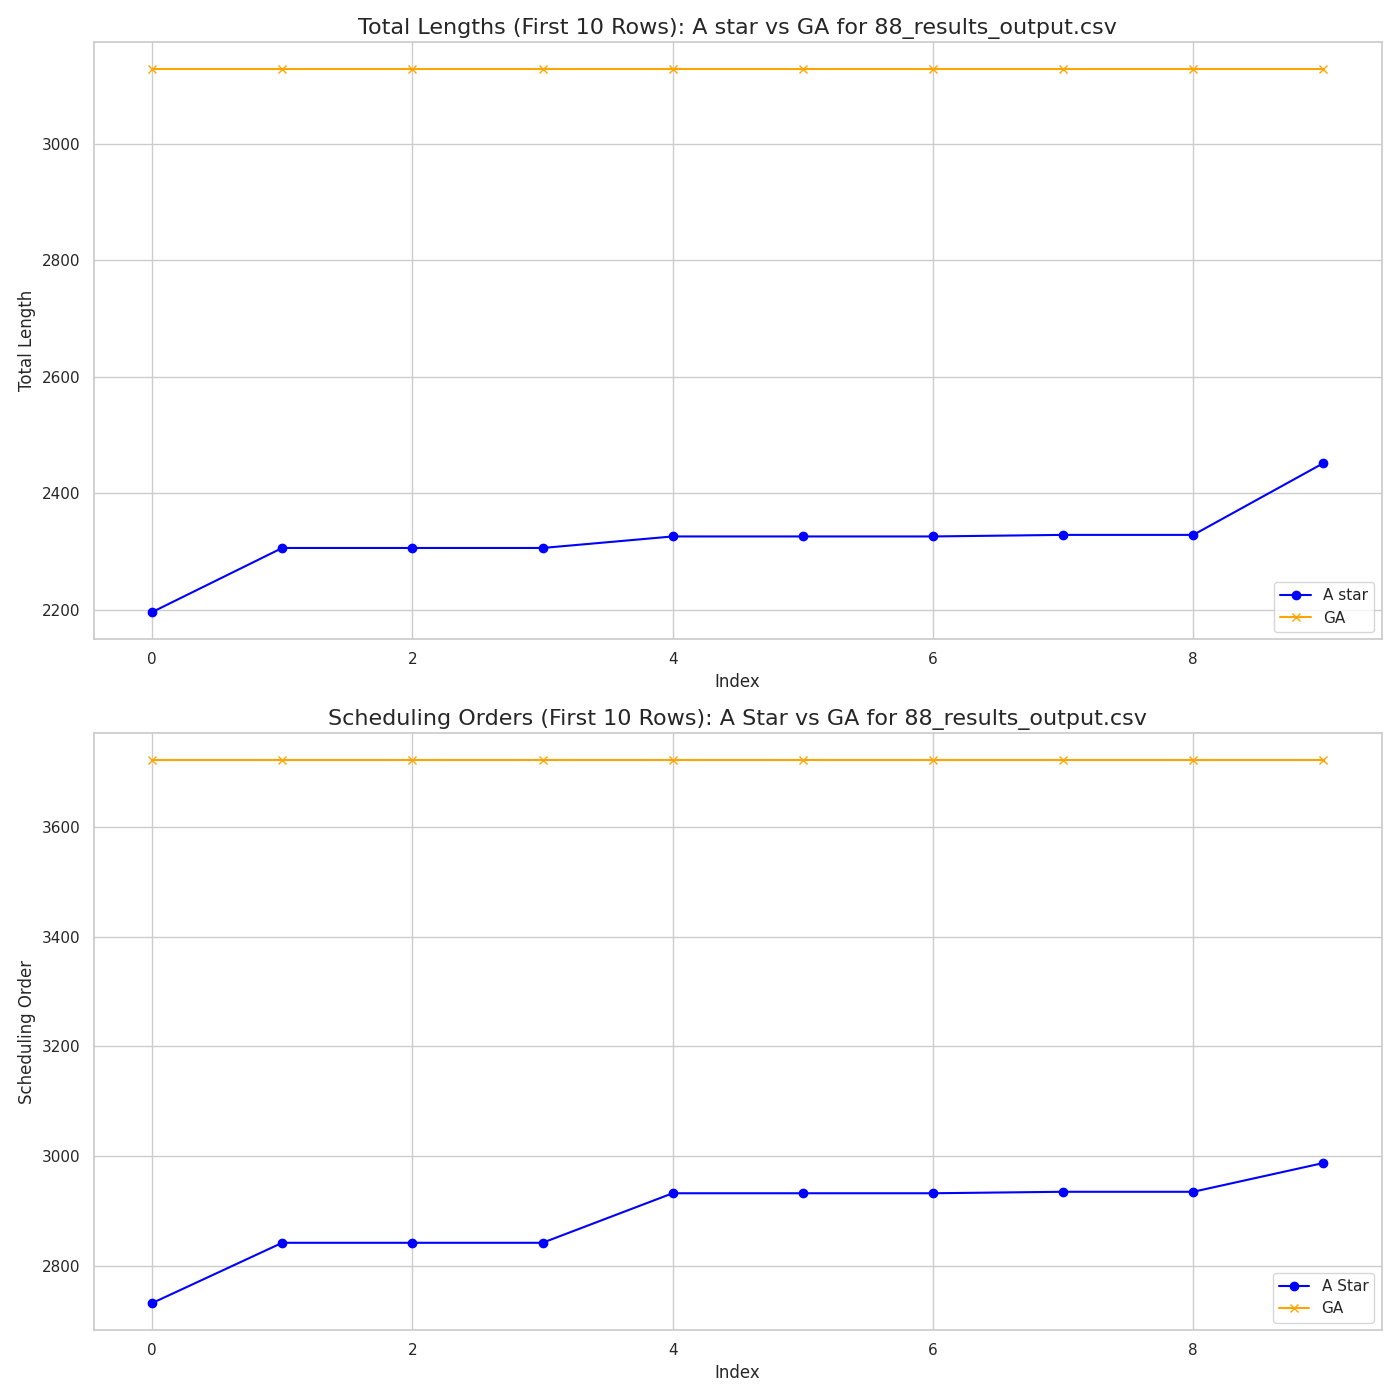 Total Lengths (First 10 Rows): A star vs GA for 88_results_output.csv
3000
2800
2600
2400
2200
Total Length
A star
GA
0 2 4 6 8
Index
Scheduling Orders (First 10 Rows): A Star vs GA for 88_results_output.csv
3600
3400
3200
3000
2800
Scheduling Order
A Star
GA
0 2 4 6 8
Index